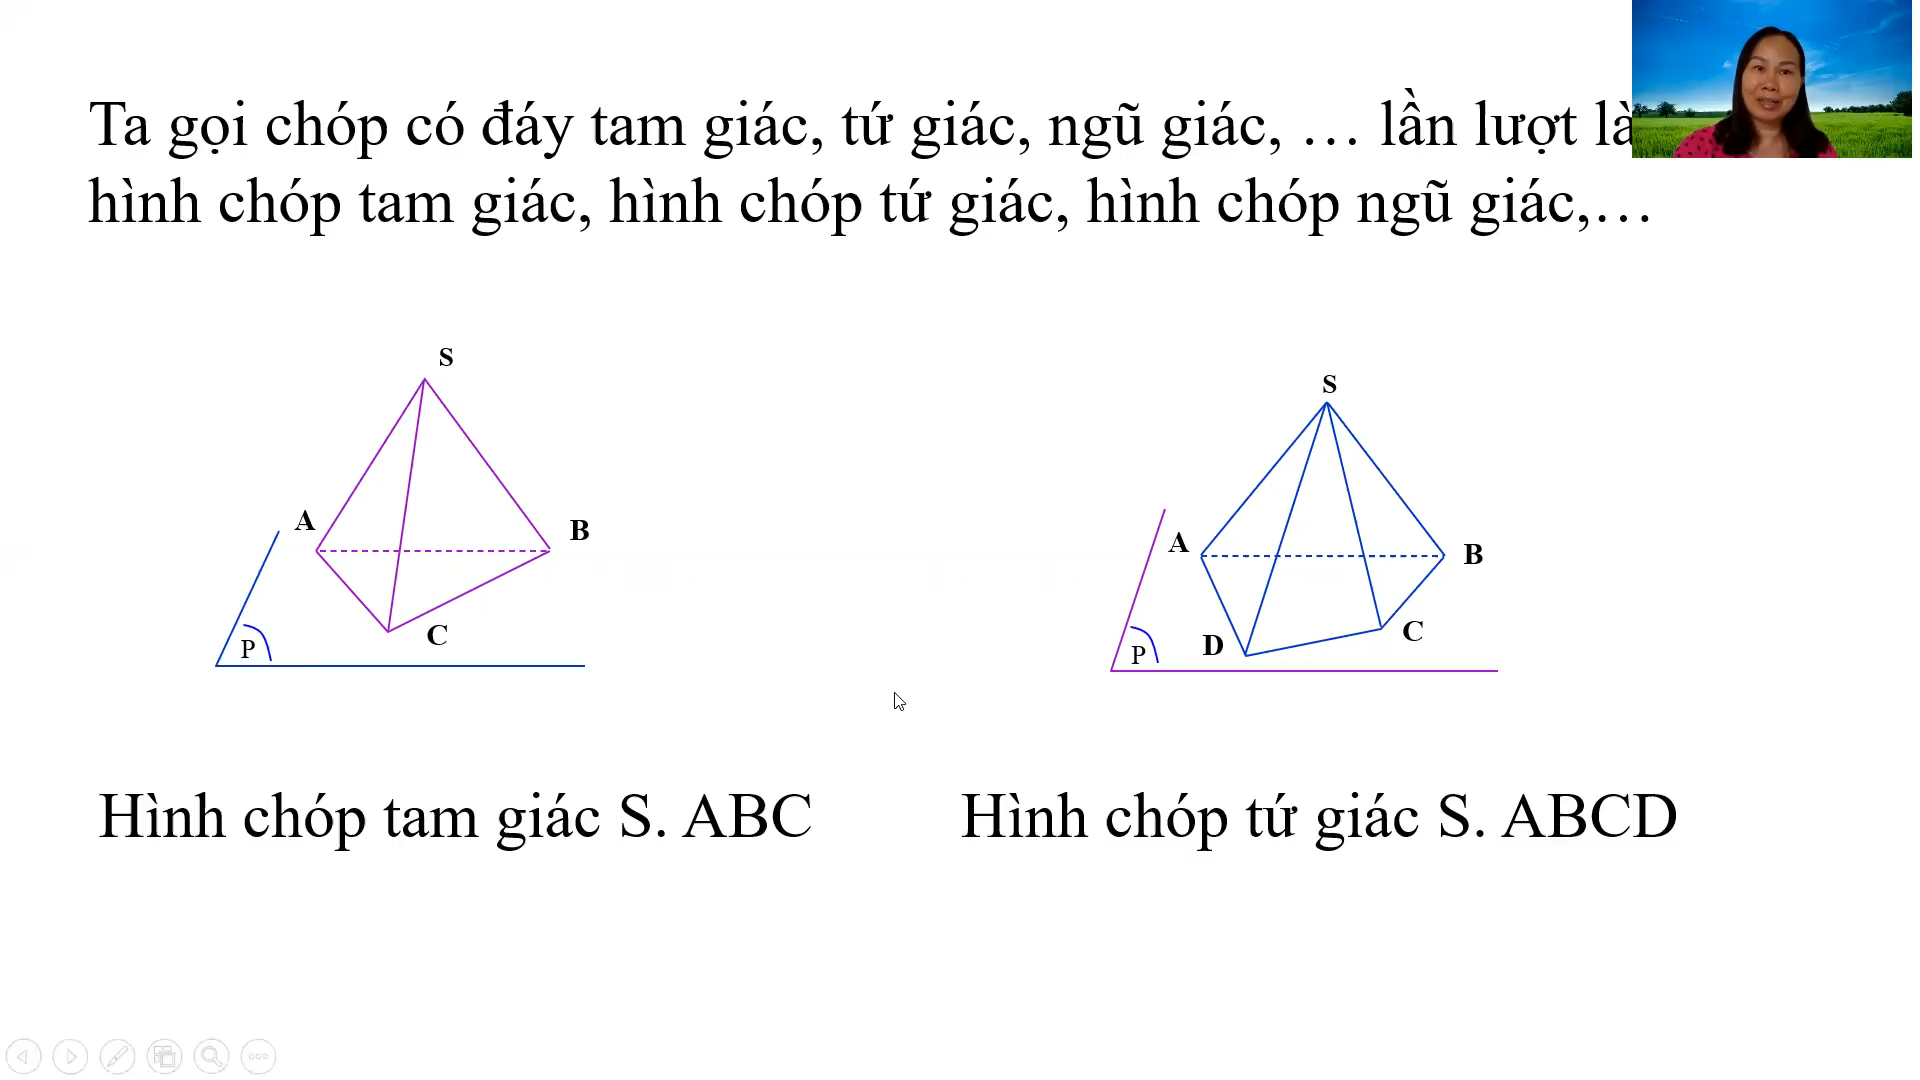 Ta gọi chóp có đáy tam giác, tứ giác, ngũ giác, … lần lượt là
hình chóp tam giác, hình chóp tứ giác, hình chóp ngũ giác,…
S
A
B
C
P
S
A
B
C
D
P
Hình chóp tam giác S. ABC
Hình chóp tứ giác S. ABCD